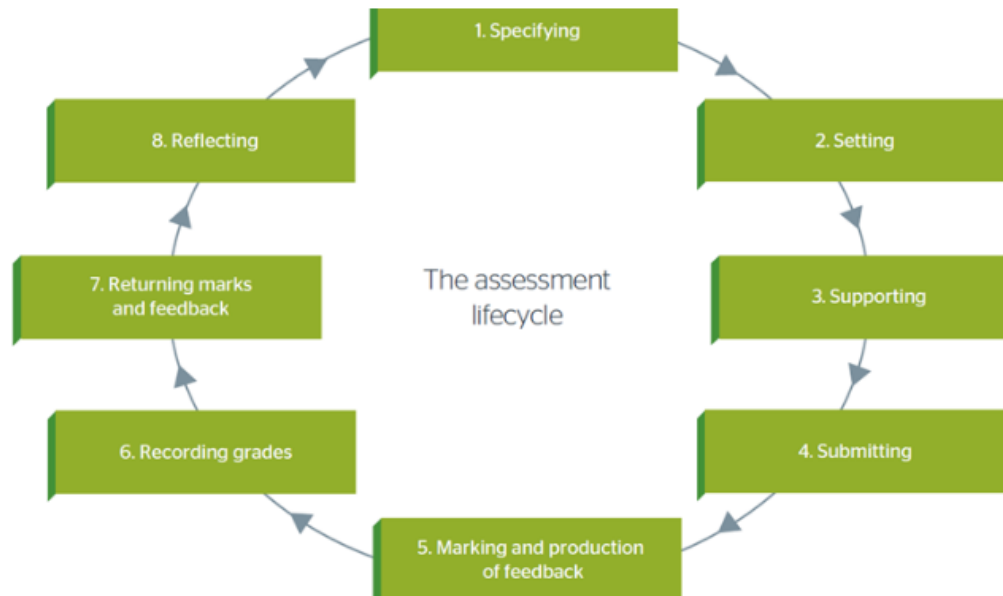 1. Specifying
2. Setting
3. Supporting
4. Submitting
5. Marking and production
of feedback
6. Recording grades
7. Returning marks
and feedback
8. Reflecting
The assessment
lifecycle